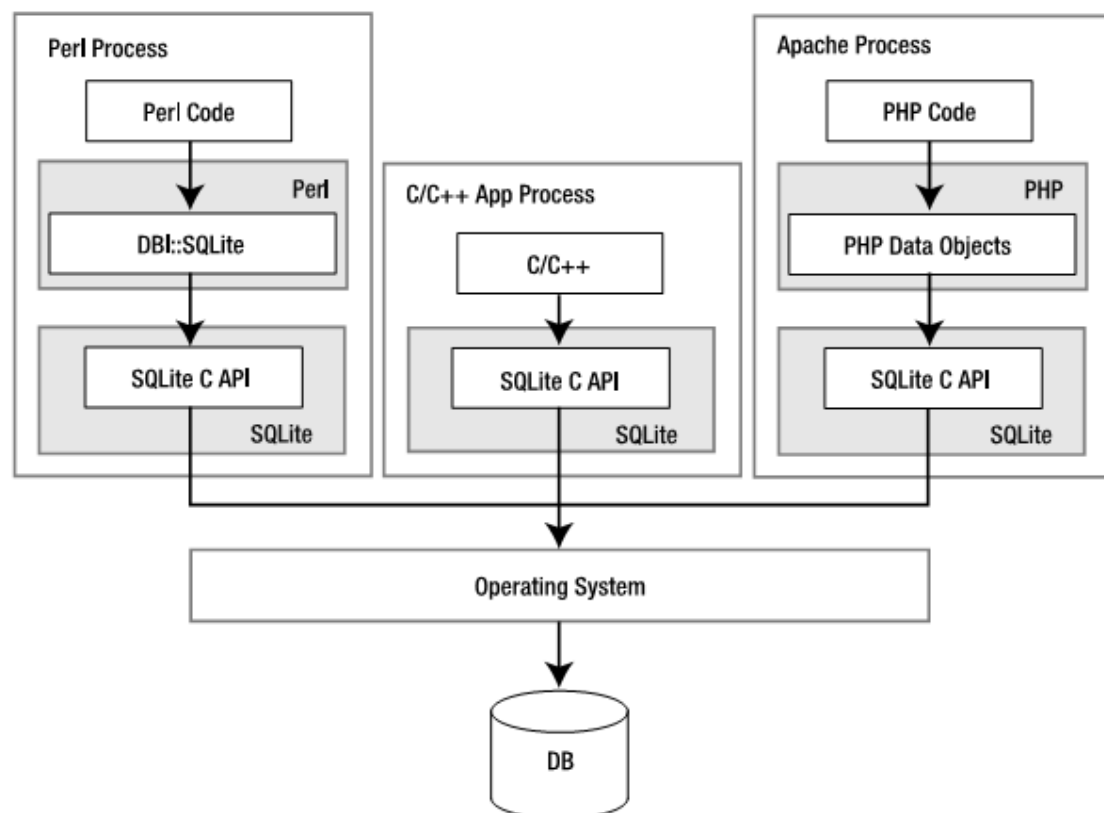 Perl Process
Perl Code
Perl
DBI::SQLite
SQLite C API
SQLite
C/C++ App Process
C/C++
SQLite C API
SQLite
Apache Process
PHP Code
PHP
PHP Data Objects
SQLite C API
SQLite
Operating System
DB